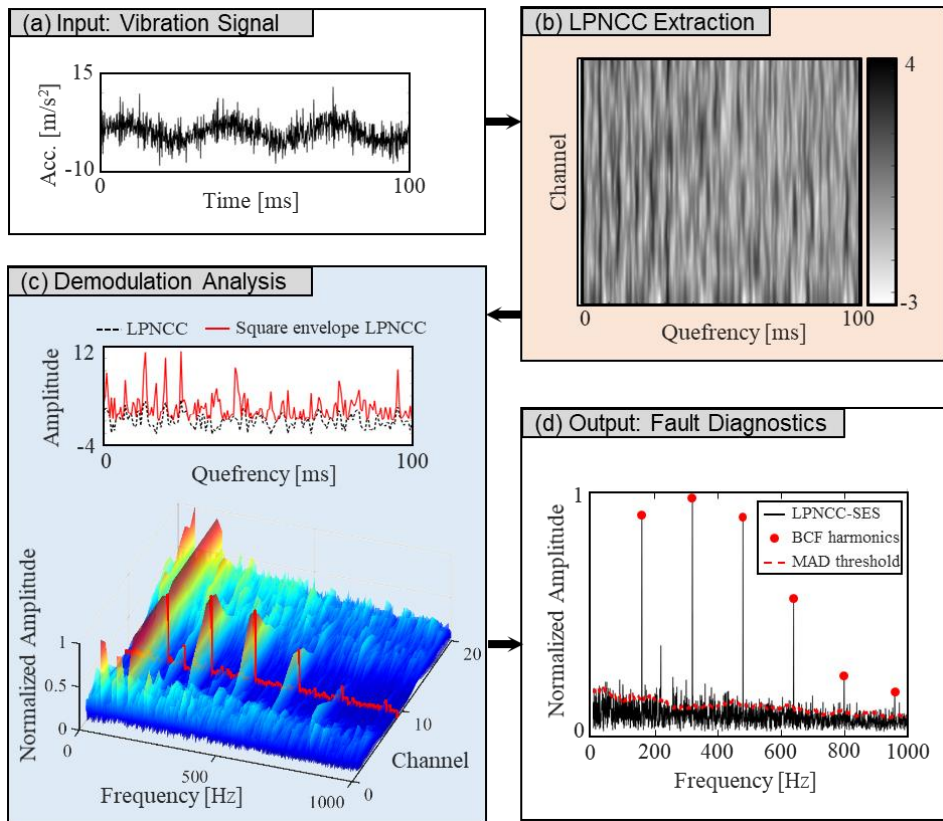 (a) Input: Vibration Signal
15
Acc. [m/s²]
-10
0
100
Time [ms]
(b) LPNCC Extraction
Channel
4
-3
0
100
Quefrency [ms]
(c) Demodulation Analysis
LPNCC
Square envelope LPNCC
12
Amplitude
-4
0
100
Quefrency [ms]
Normalized Amplitude
1
0.5
0
0
500
1000
Frequency [Hz]
0
10
20
Channel
(d) Output: Fault Diagnostics
1
Normalized Amplitude
0
LPNCC-SES
BCF harmonics
MAD threshold
0 200 400 600 800 1000
Frequency [Hz]